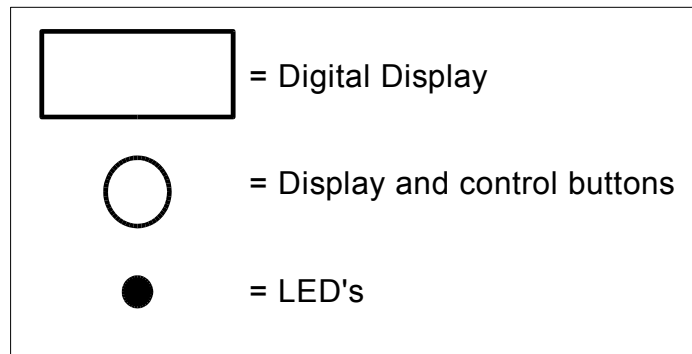 = Digital Display
= Display and control buttons
= LED's